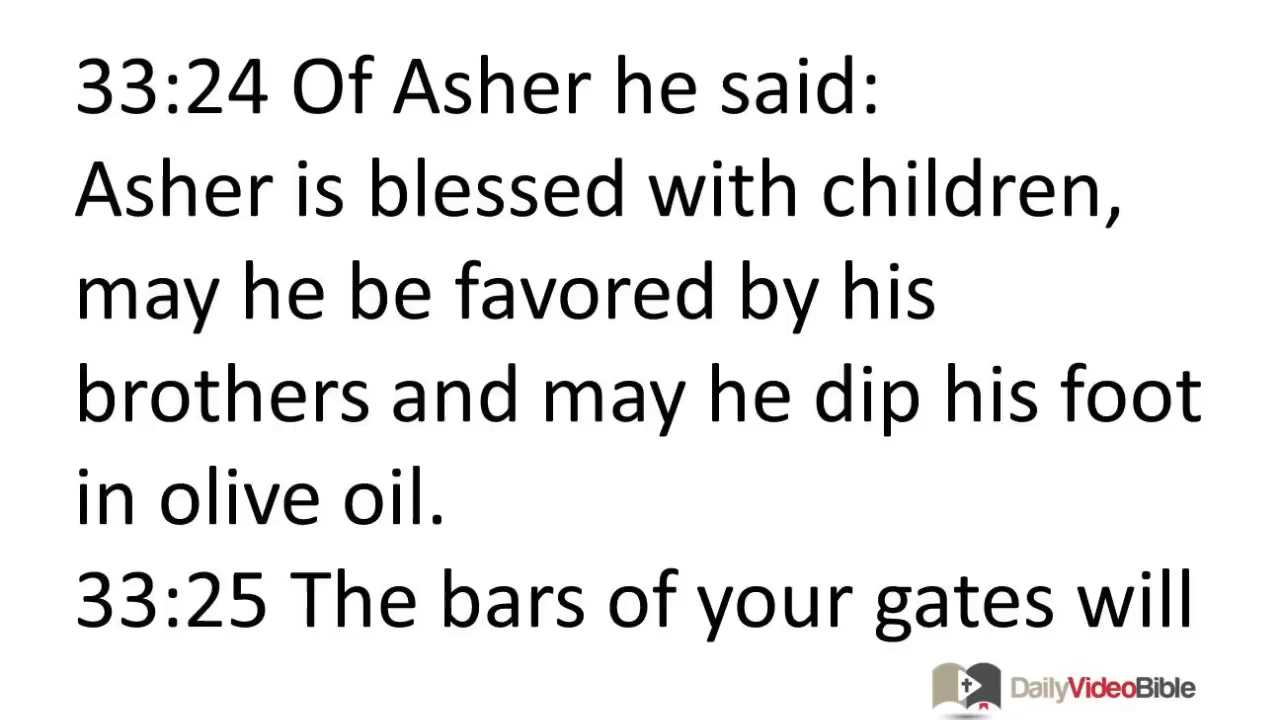 33:24 Of Asher he said:
Asher is blessed with children,
may he be favored by his
brothers and may he dip his foot
in olive oil.
33:25 The bars of your gates will
DailyVideoBible